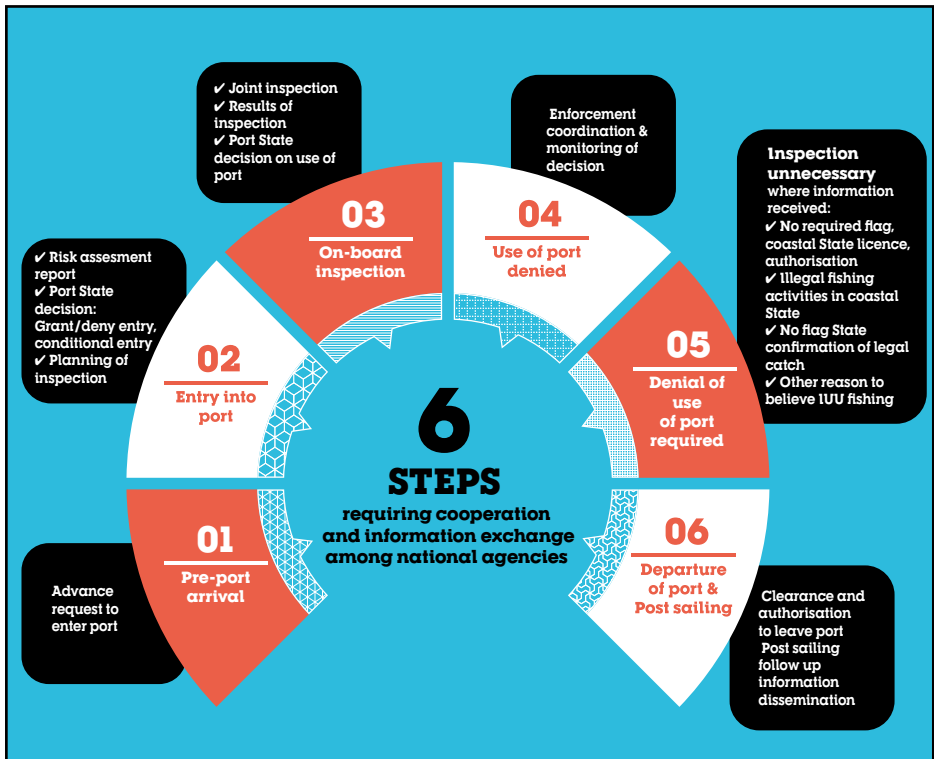 6
STEPS
requiring cooperation
and information exchange
among national agencies
01
Pre-port
arrival
Advance
request to
enter port
02
Entry into
port
✔ Risk assesment
report
✔ Port State
decision:
Grant/deny entry,
conditional entry
✔ Planning of
inspection
03
On-board
inspection
✔ Joint inspection
✔ Results of
inspection
✔ Port State
decision on use of
port
04
Use of port
denied
Enforcement
coordination &
monitoring of
decision
05
Denial of
use
of port
required
Inspection
unnecessary
where information
received:
✔ No required flag,
coastal State licence,
authorisation
✔ Illegal fishing
activities in coastal
State
✔ No flag State
confirmation of legal
catch
✔ Other reason to
believe IUU fishing
06
Departure
of port &
Post sailing
Clearance and
authorisation
to leave port
Post sailing
follow up
information
dissemination